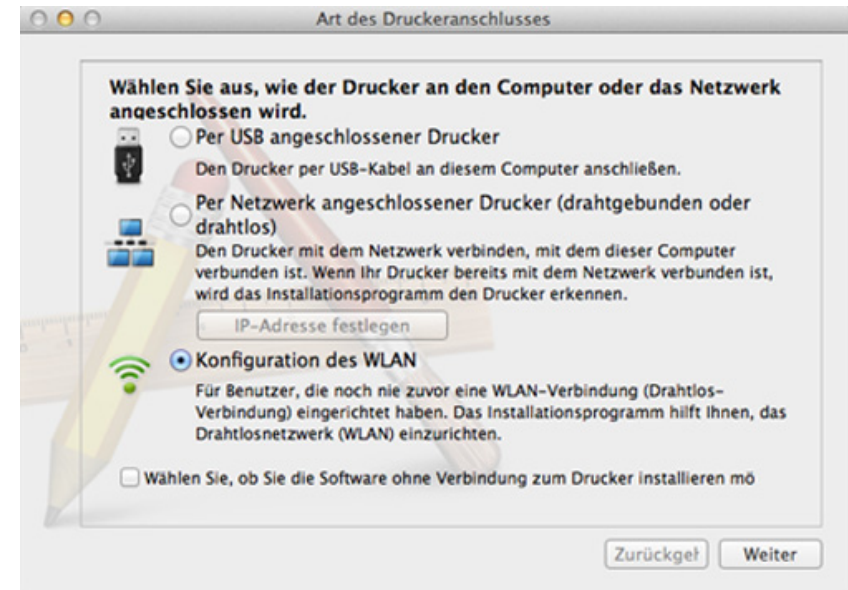 Art des Druckeranschlusses
Wählen Sie aus, wie der Drucker an den Computer oder das Netzwerk
angeschlossen wird.
Per USB angeschlossener Drucker
Den Drucker per USB-Kabel an diesem Computer anschließen.
Per Netzwerk angeschlossener Drucker (drahtgebunden oder
drahtlos)
Den Drucker mit dem Netzwerk verbinden, mit dem dieser Computer
verbunden ist. Wenn Ihr Drucker bereits mit dem Netzwerk verbunden ist,
wird das Installationsprogramm den Drucker erkennen.
IP-Adresse festlegen
Konfiguration des WLAN
Für Benutzer, die noch nie zuvor eine WLAN-Verbindung (Drahtlos-
Verbindung) eingerichtet haben. Das Installationsprogramm hilft Ihnen, das
Drahtlosnetzwerk (WLAN) einzurichten.
Wählen Sie, ob Sie die Software ohne Verbindung zum Drucker installieren mö
Zurückgeh Weiter